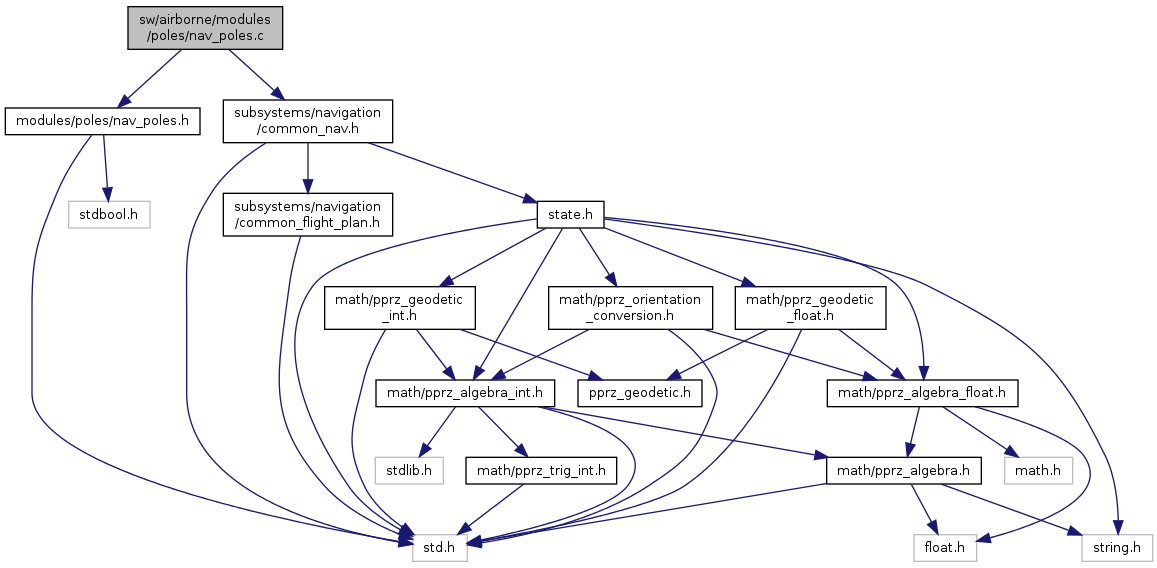 sw/airborne/modules
/poles/nav_poles.c
modules/poles/nav_poles.h
subsystems/navigation
/common_nav.h
stdbool.h
subsystems/navigation
/common_flight_plan.h
state.h
math/pprz_geodetic
_int.h
math/pprz_orientation
_conversion.h
math/pprz_geodetic
_float.h
math/pprz_algebra_int.h
pprz_geodetic.h
math/pprz_algebra_float.h
stdlib.h
math/pprz_trig_int.h
math/pprz_algebra.h
math.h
std.h
float.h
string.h